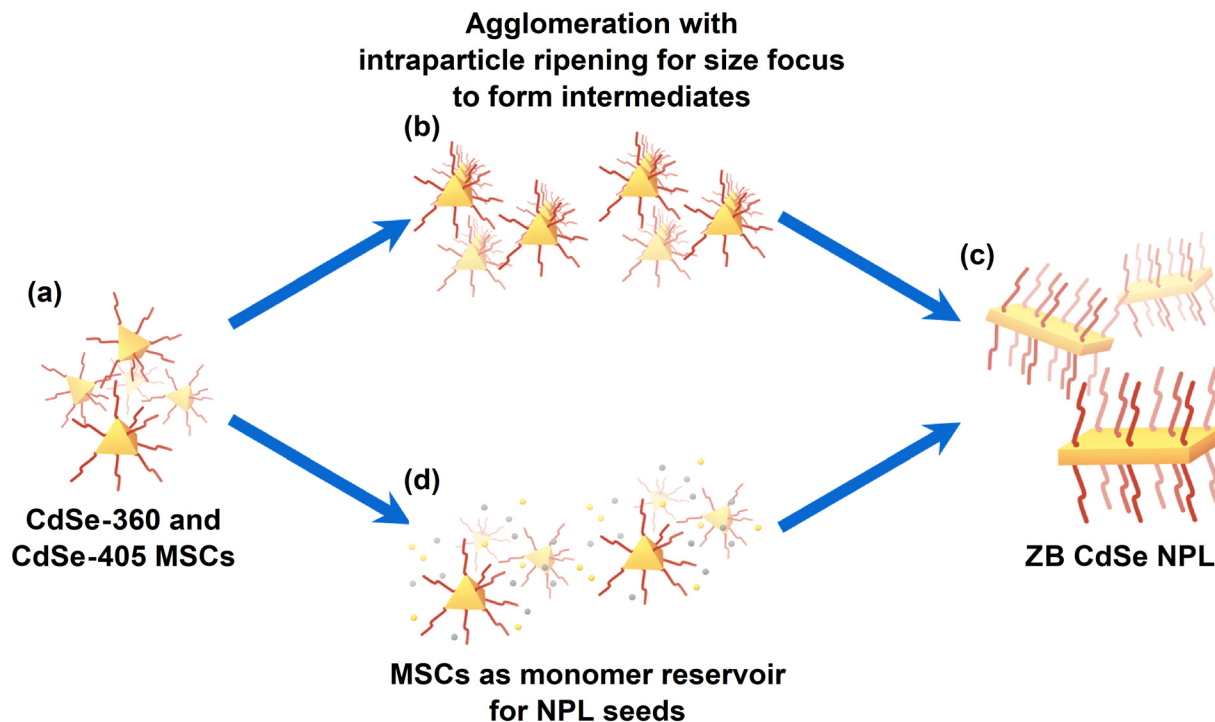 Agglomeration with
intraparticle ripening for size focus
to form intermediates
(b)
(a)
(c)
CdSe-360 and
CdSe-405 MSCs
(d)
ZB CdSe NPL
MSCs as monomer reservoir
for NPL seeds